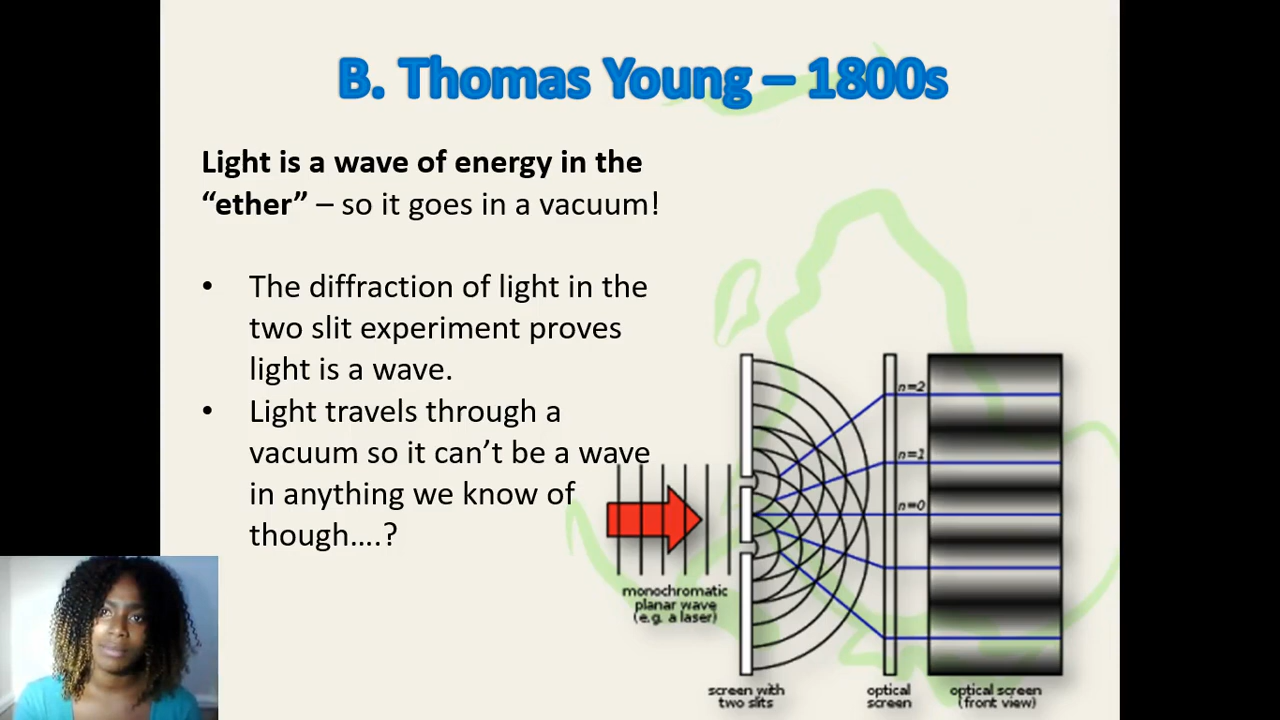 B. Thomas Young – 1800s
Light is a wave of energy in the
“ether” – so it goes in a vacuum!
• The diffraction of light in the
two slit experiment proves
light is a wave.
• Light travels through a
vacuum so it can’t be a wave
in anything we know of
though….?
n=2
n=1
n=0
monochromatic
planar wave
(e.g. a laser)
screen with
two slits
optical
screen
optical screen
(front view)